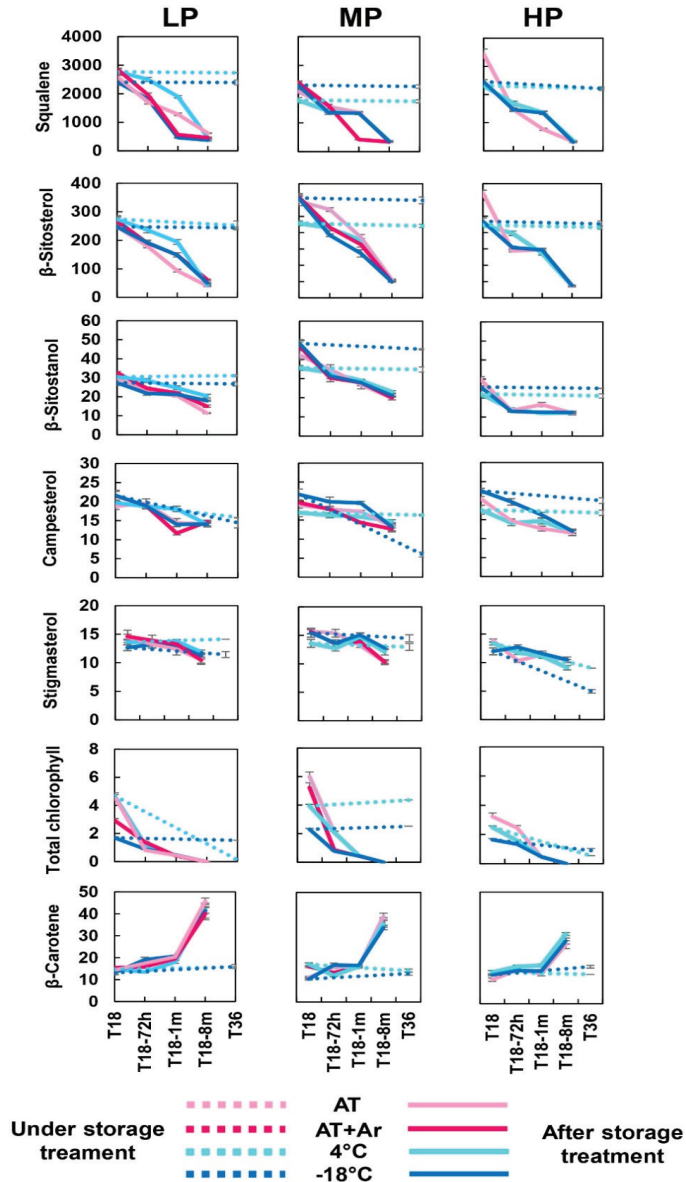 LP MP HP
Squalene
4000
3000
2000
1000
0
β-Sitosterol
400
300
200
100
0
β-Sitostanol
60
50
40
30
20
10
0
Campesterol
30
25
20
15
10
5
0
Stigmasterol
20
15
10
5
0
Total chlorophyll
8
6
4
2
0
β-Carotene
50
40
30
20
10
0
T18 T18-72h T18-1m T18-8m T36
T18 T18-72h T18-1m T18-8m T36
T18 T18-72h T18-1m T18-8m T36
Under storage
treament
AT
AT+Ar
4°C
-18°C
After storage
treatment